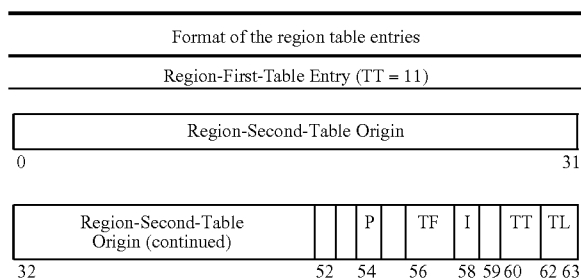 Format of the region table entries
Region-First-Table Entry (TT = 11)
Region-Second-Table Origin
0 31
Region-Second-Table
Origin (continued)
P TF I TT TL
32 52 54 56 58 59 60 62 63